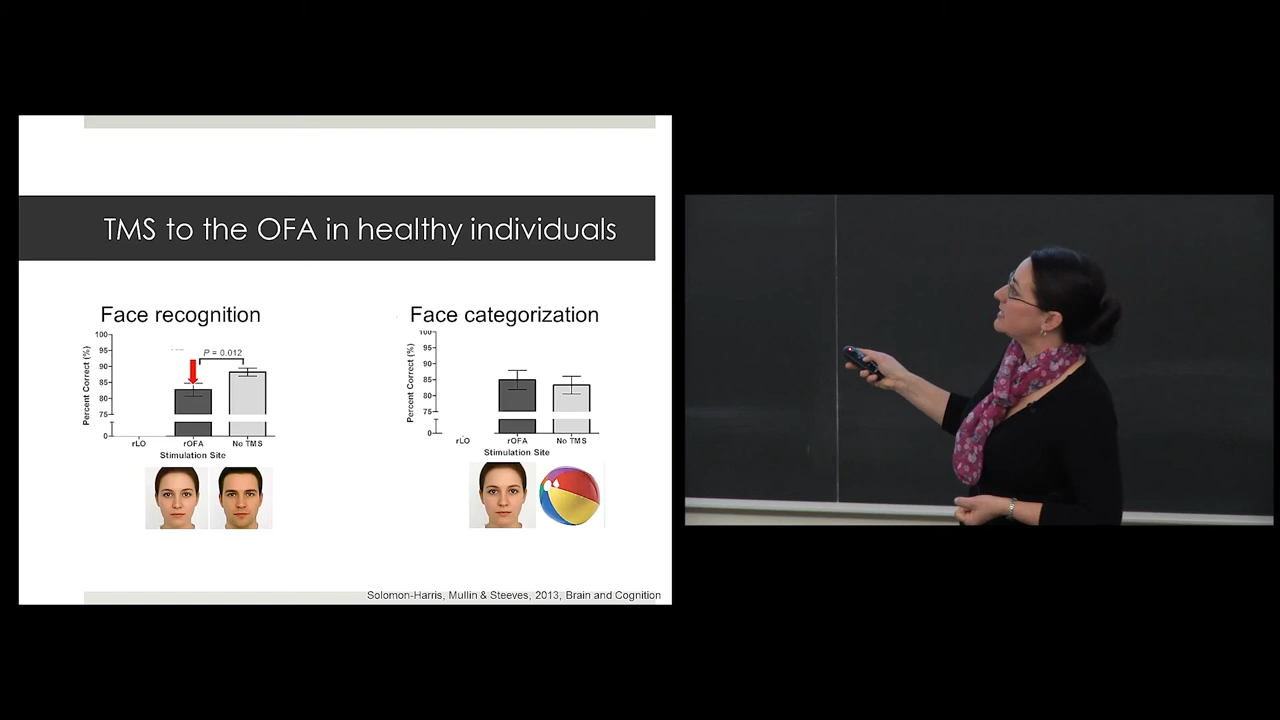 TMS to the OFA in healthy individuals
Face recognition
Percent Correct (%)
100
95
90
85
80
75
0
P = 0.012
rLO
rOFA
No TMS
Stimulation Site
Face categorization
Percent Correct (%)
100
95
90
85
80
75
0
rLO
rOFA
No TMS
Stimulation Site
Solomon-Harris, Mullin & Steeves, 2013, Brain and Cognition